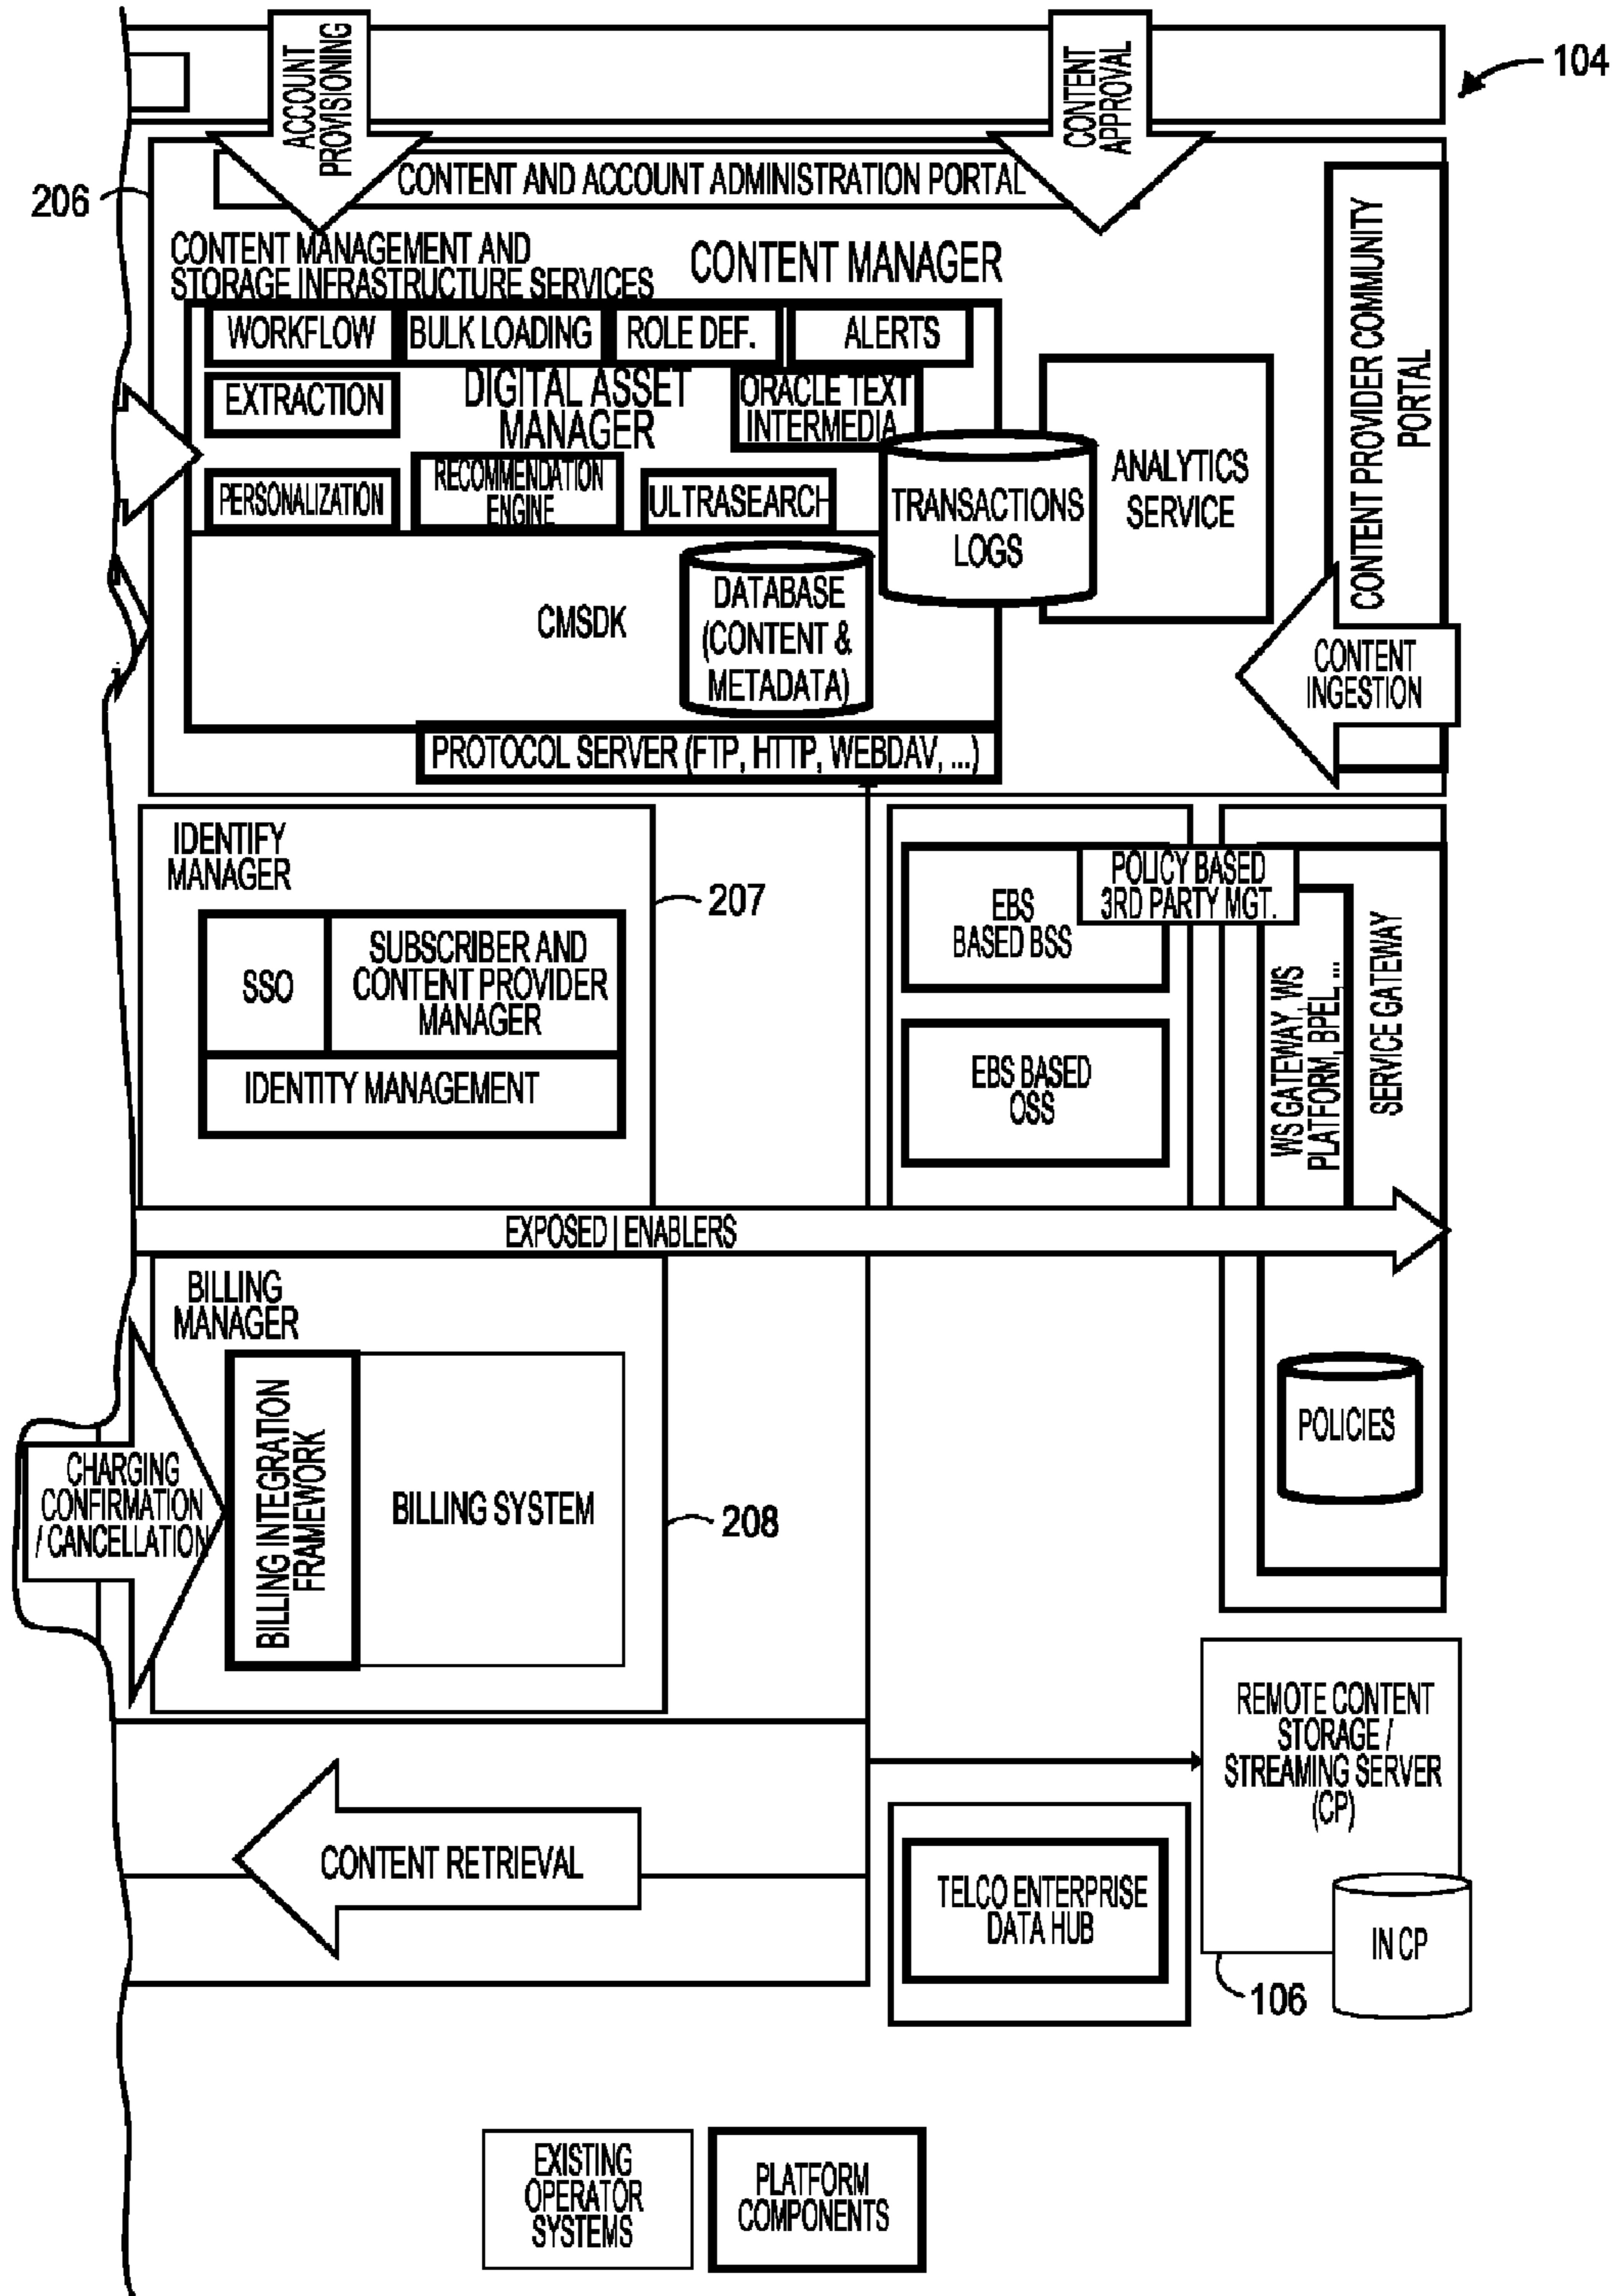 ACCOUNT
PROVISIONING
CONTENT
APPROVAL
104
206
CONTENT AND ACCOUNT ADMINISTRATION PORTAL
CONTENT MANAGEMENT AND
STORAGE INFRASTRUCTURE SERVICES
CONTENT MANAGER
WORKFLOW
BULK LOADING
ROLE DEF.
ALERTS
EXTRACTION
DIGITAL ASSET
MANAGER
ORACLE TEXT
INTERMEDIA
PERSONALIZATION
RECOMMENDATION
ENGINE
ULTRASEARCH
TRANSACTIONS
LOGS
ANALYTICS
SERVICE
CONTENT PROVIDER COMMUNITY
PORTAL
CMSDK
DATABASE
(CONTENT &
METADATA)
CONTENT
INGESTION
PROTOCOL SERVER (FTP, HTTP, WEBDAV, ...)
IDENTIFY
MANAGER
207
SSO
SUBSCRIBER AND
CONTENT PROVIDER
MANAGER
IDENTITY MANAGEMENT
EBS
BASED BSS
POLICY BASED
3RD PARTY MGT.
EBS BASED
OSS
WS GATEWAY, WS
PLATFORM, BPEL, ...
SERVICE GATEWAY
EXPOSED | ENABLERS
BILLING
MANAGER
CHARGING
CONFIRMATION
/ CANCELLATION
BILLING INTEGRATION
FRAMEWORK
BILLING SYSTEM
208
POLICIES
REMOTE CONTENT
STORAGE /
STREAMING SERVER
(CP)
CONTENT RETRIEVAL
TELCO ENTERPRISE
DATA HUB
IN CP
106
EXISTING
OPERATOR
SYSTEMS
PLATFORM
COMPONENTS